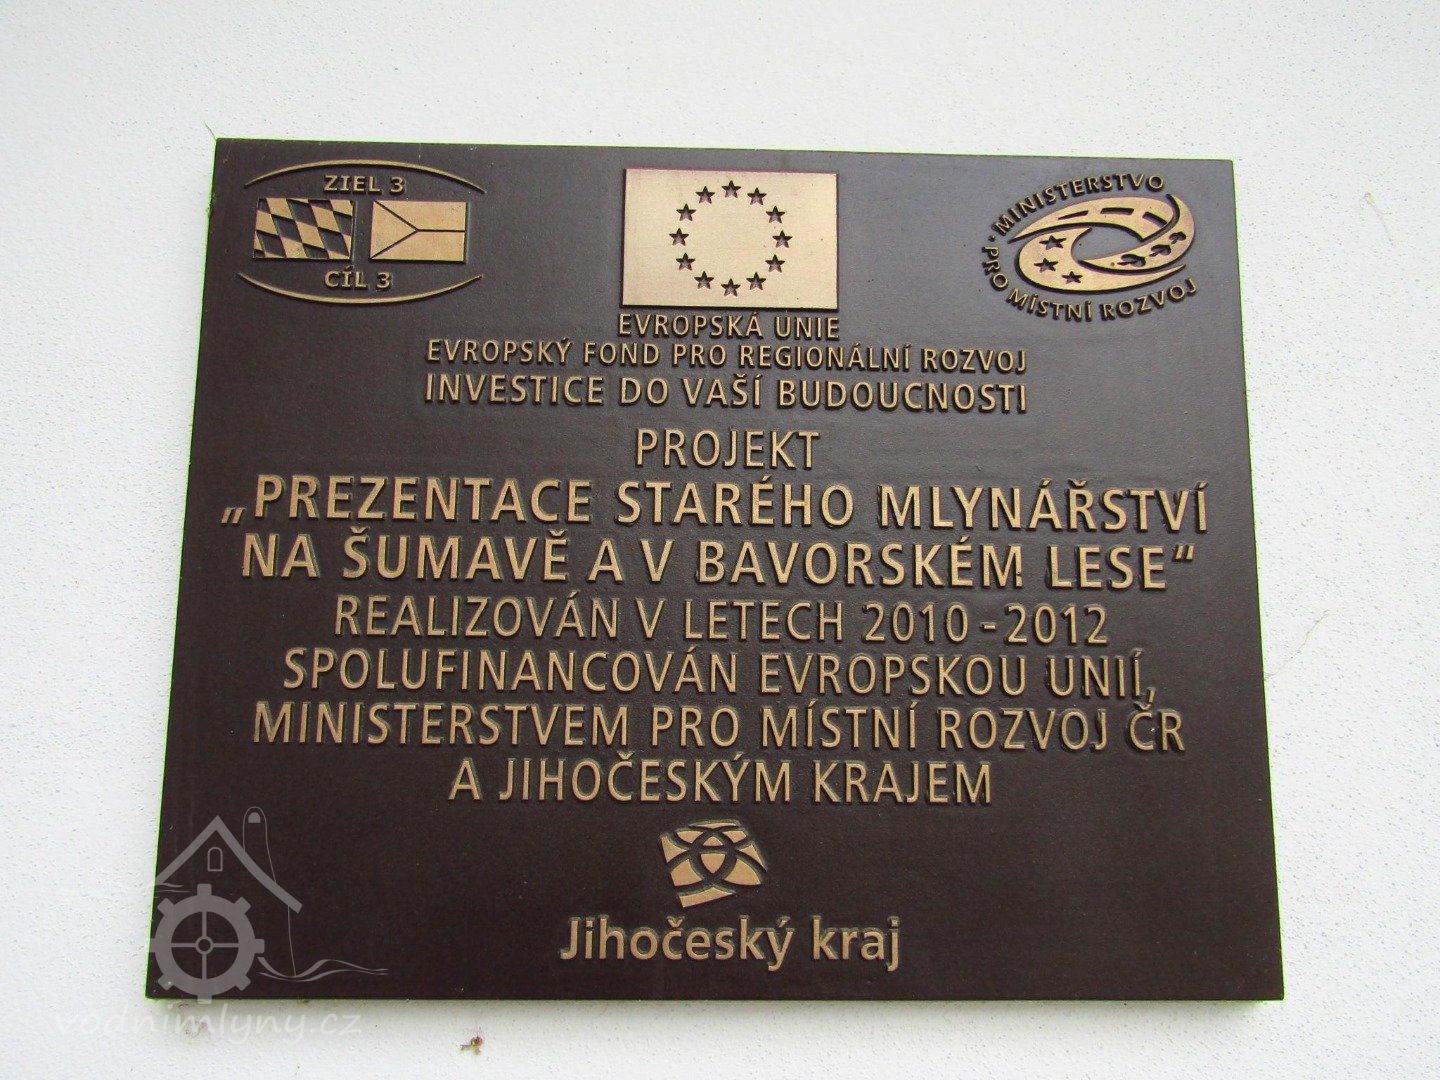 ZIEL 3
CÍL 3
MINISTERSTVO
PRO MÍSTNÍ ROZVOJ
EVROPSKÁ UNIE
EVROPSKÝ FOND PRO REGIONÁLNÍ ROZVOJ
INVESTICE DO VAŠÍ BUDOUCNOSTI
PROJEKT
„PREZENTACE STARÉHO MLYNÁŘSTVÍ
NA ŠUMAVĚ A V BAVORSKÉM LESE“
REALIZOVÁN V LETECH 2010 - 2012
SPOLUFINANCOVÁN EVROPSKOU UNIÍ,
MINISTERSTVEM PRO MÍSTNÍ ROZVOJ ČR
A JIHOČESKÝM KRAJEM
Jihočeský kraj
vodnimlyny.cz